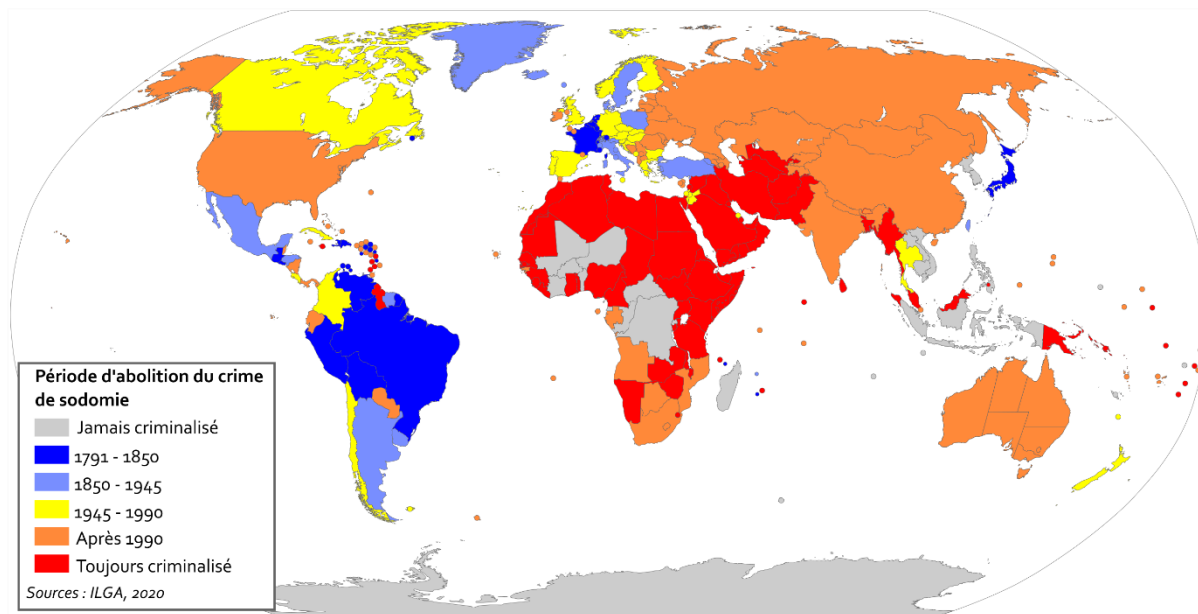 Période d'abolition du crime
de sodomie
Jamais criminalisé
1791 - 1850
1850 - 1945
1945 - 1990
Après 1990
Toujours criminalisé
Sources : ILGA, 2020